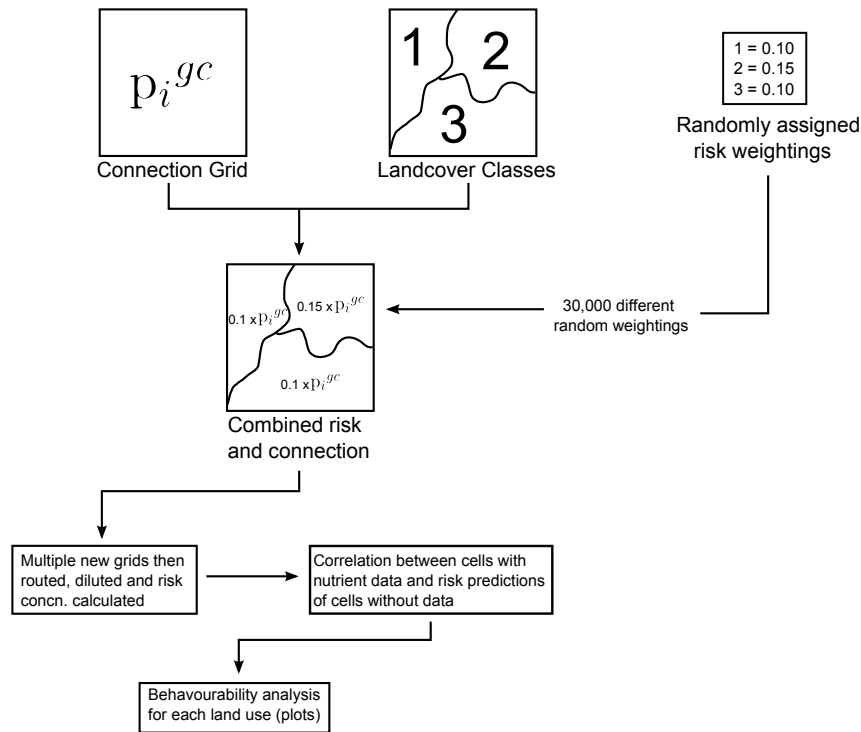 p_i^gc
Connection Grid
1
2
3
Landcover Classes
1 = 0.10
2 = 0.15
3 = 0.10
Randomly assigned
risk weightings
30,000 different
random weightings
0.1 x p_i^gc
0.15 x p_i^gc
0.1 x p_i^gc
Combined risk
and connection
Multiple new grids then
routed, diluted and risk
concn. calculated
Correlation between cells with
nutrient data and risk predictions
of cells without data
Behavourability analysis
for each land use (plots)